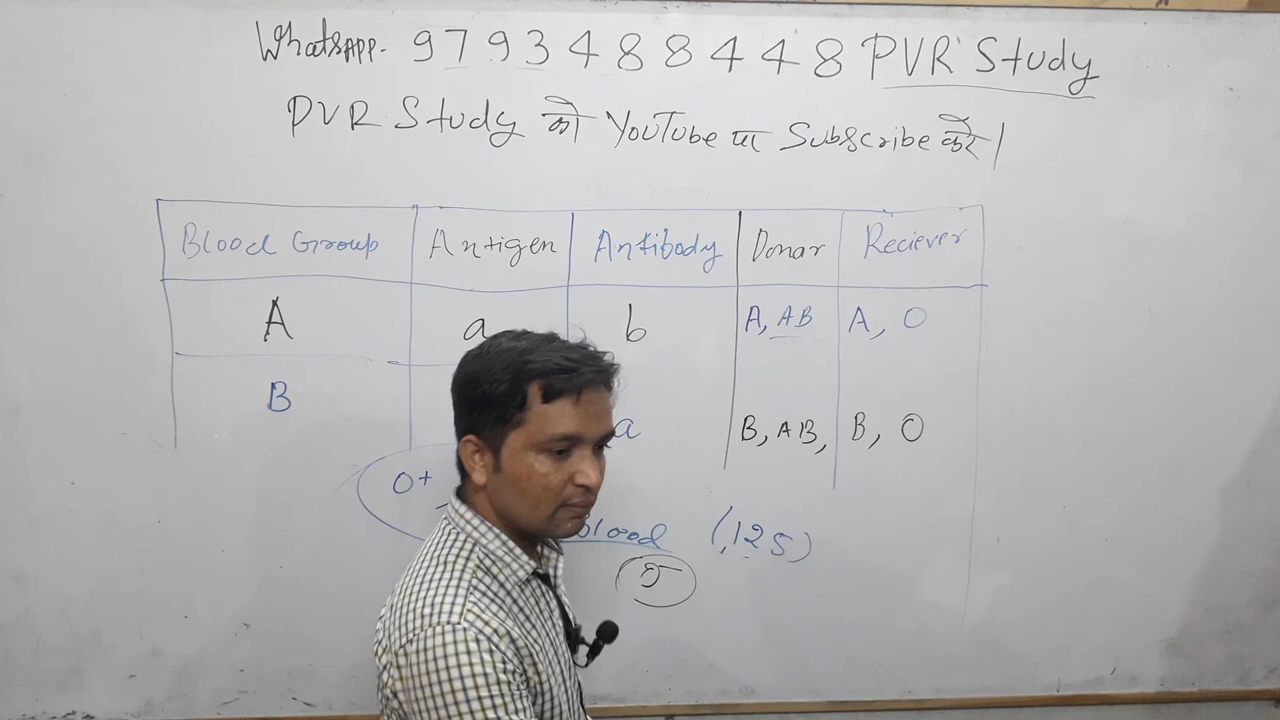 WhatsAPP. 9793488448 PVR Study
PVR Study को YouTube पर Subscribe करें।
Blood Group Antigen Antibody Donar Reciever
A a b A, AB A, O
B a B, AB, B, O
O+
Blood (,125)